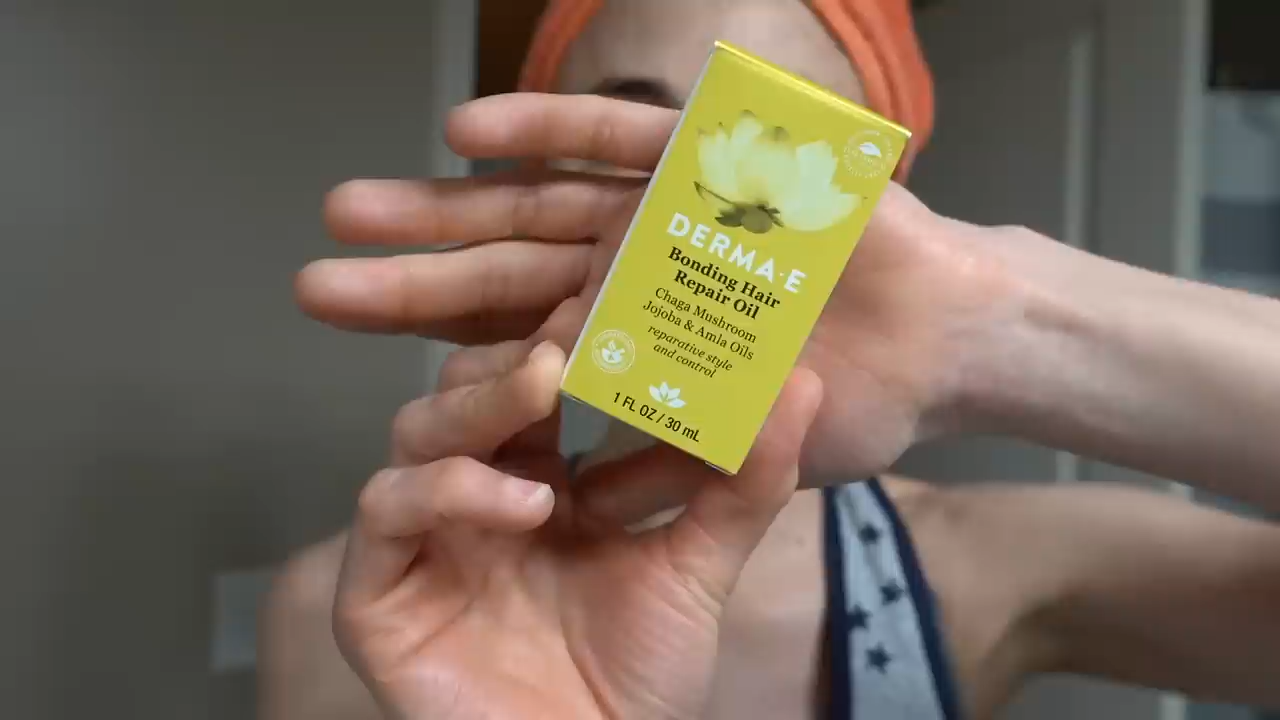 DERMA·E
Bonding Hair
Repair Oil
Chaga Mushroom
Jojoba & Amla Oils
reparative style
and control
1 FL OZ / 30 mL